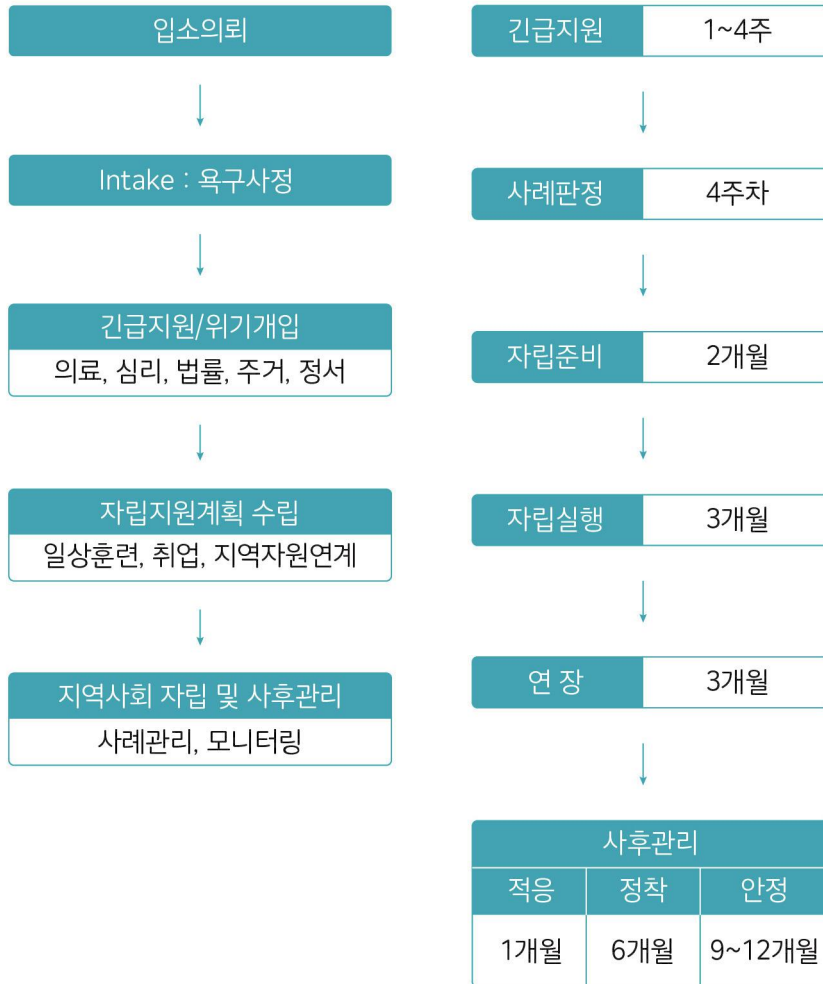 입소의뢰
Intake : 욕구사정
긴급지원/위기개입
의료, 심리, 법률, 주거, 정서
자립지원계획 수립
일상훈련, 취업, 지역자원연계
지역사회 자립 및 사후관리
사례관리, 모니터링
긴급지원 1~4주
사례판정 4주차
자립준비 2개월
자립실행 3개월
연 장 3개월
사후관리
적응 정착 안정
1개월 6개월 9~12개월